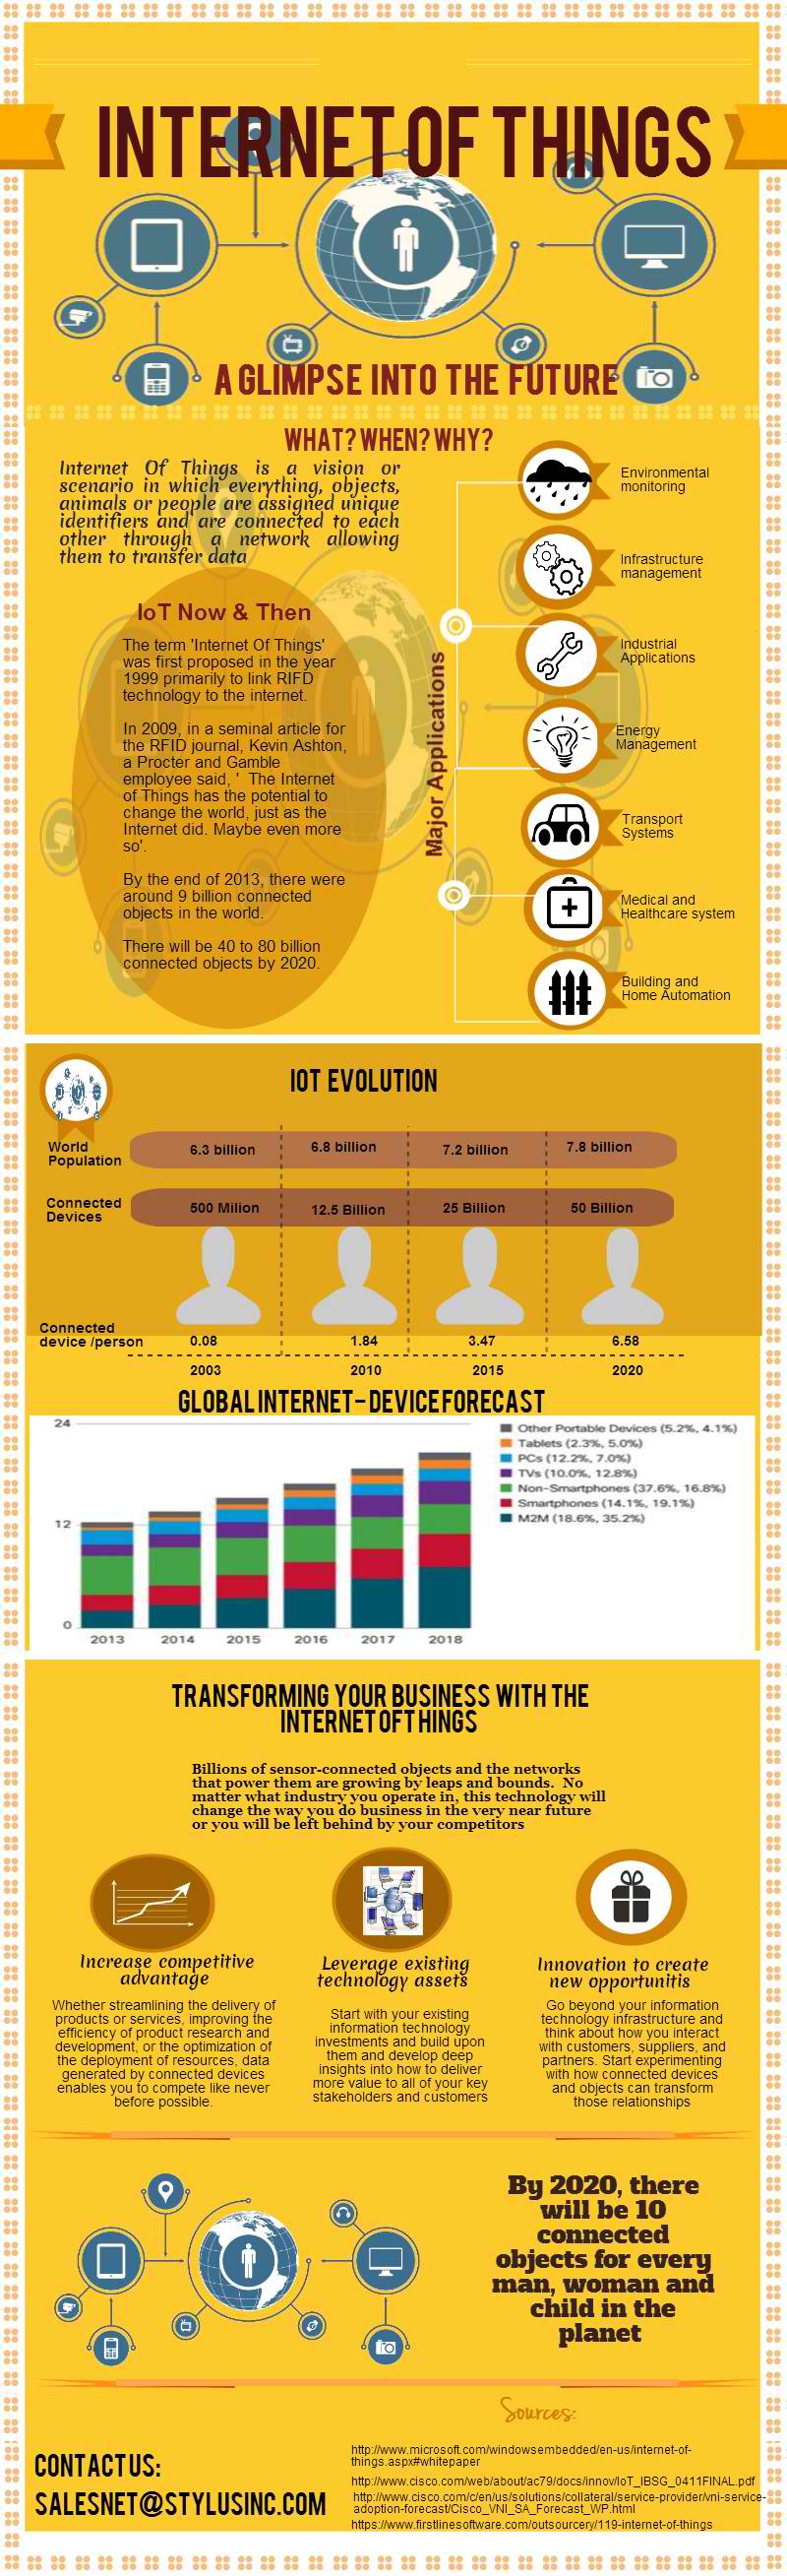 INTERNET OF THINGS
A GLIMPSE INTO THE FUTURE
WHAT? WHEN? WHY?
Internet Of Things is a vision or
scenario in which everything, objects,
animals or people are assigned unique
identifiers and are connected to each
other through a network allowing
them to transfer data
IoT Now & Then
The term 'Internet Of Things'
was first proposed in the year
1999 primarily to link RIFD
technology to the internet.
In 2009, in a seminal article for
the RFID journal, Kevin Ashton,
a Procter and Gamble
employee said, ' The Internet
of Things has the potential to
change the world, just as the
Internet did. Maybe even more
so'.
By the end of 2013, there were
around 9 billion connected
objects in the world.
There will be 40 to 80 billion
connected objects by 2020.
Major Applications
Environmental
monitoring
Infrastructure
management
Industrial
Applications
Energy
Management
Transport
Systems
Medical and
Healthcare system
Building and
Home Automation
IOT EVOLUTION
World
Population
6.3 billion 6.8 billion 7.2 billion 7.8 billion
Connected
Devices
500 Milion 12.5 Billion 25 Billion 50 Billion
Connected
device /person
0.08 1.84 3.47 6.58
2003 2010 2015 2020
GLOBAL INTERNET - DEVICE FORECAST
24
12
0
2013 2014 2015 2016 2017 2018
Other Portable Devices (5.2%, 4.1%)
Tablets (2.3%, 5.0%)
PCs (12.2%, 7.0%)
TVs (10.0%, 12.8%)
Non-Smartphones (37.6%, 16.8%)
Smartphones (14.1%, 19.1%)
M2M (18.6%, 35.2%)
TRANSFORMING YOUR BUSINESS WITH THE
INTERNET OF THINGS
Billions of sensor-connected objects and the networks
that power them are growing by leaps and bounds. No
matter what industry you operate in, this technology will
change the way you do business in the very near future
or you will be left behind by your competitors
Increase competitive
advantage
Whether streamlining the delivery of
products or services, improving the
efficiency of product research and
development, or the optimization of
the deployment of resources, data
generated by connected devices
enables you to compete like never
before possible.
Leverage existing
technology assets
Start with your existing
information technology
investments and build upon
them and develop deep
insights into how to deliver
more value to all of your key
stakeholders and customers
Innovation to create
new opportunitis
Go beyond your information
technology infrastructure and
think about how you interact
with customers, suppliers, and
partners. Start experimenting
with how connected devices
and objects can transform
those relationships
By 2020, there
will be 10
connected
objects for every
man, woman and
child in the
planet
Sources:
http://www.microsoft.com/windowsembedded/en-us/internet-of-
things.aspx#whitepaper
http://www.cisco.com/web/about/ac79/docs/innov/IoT_IBSG_0411FINAL.pdf
http://www.cisco.com/c/en/us/solutions/collateral/service-provider/vni-service-
adoption-forecast/Cisco_VNI_SA_Forecast_WP.html
https://www.firstlinesoftware.com/outsourcery/119-internet-of-things
CONTACT US:
SALESNET@STYLUSINC.COM